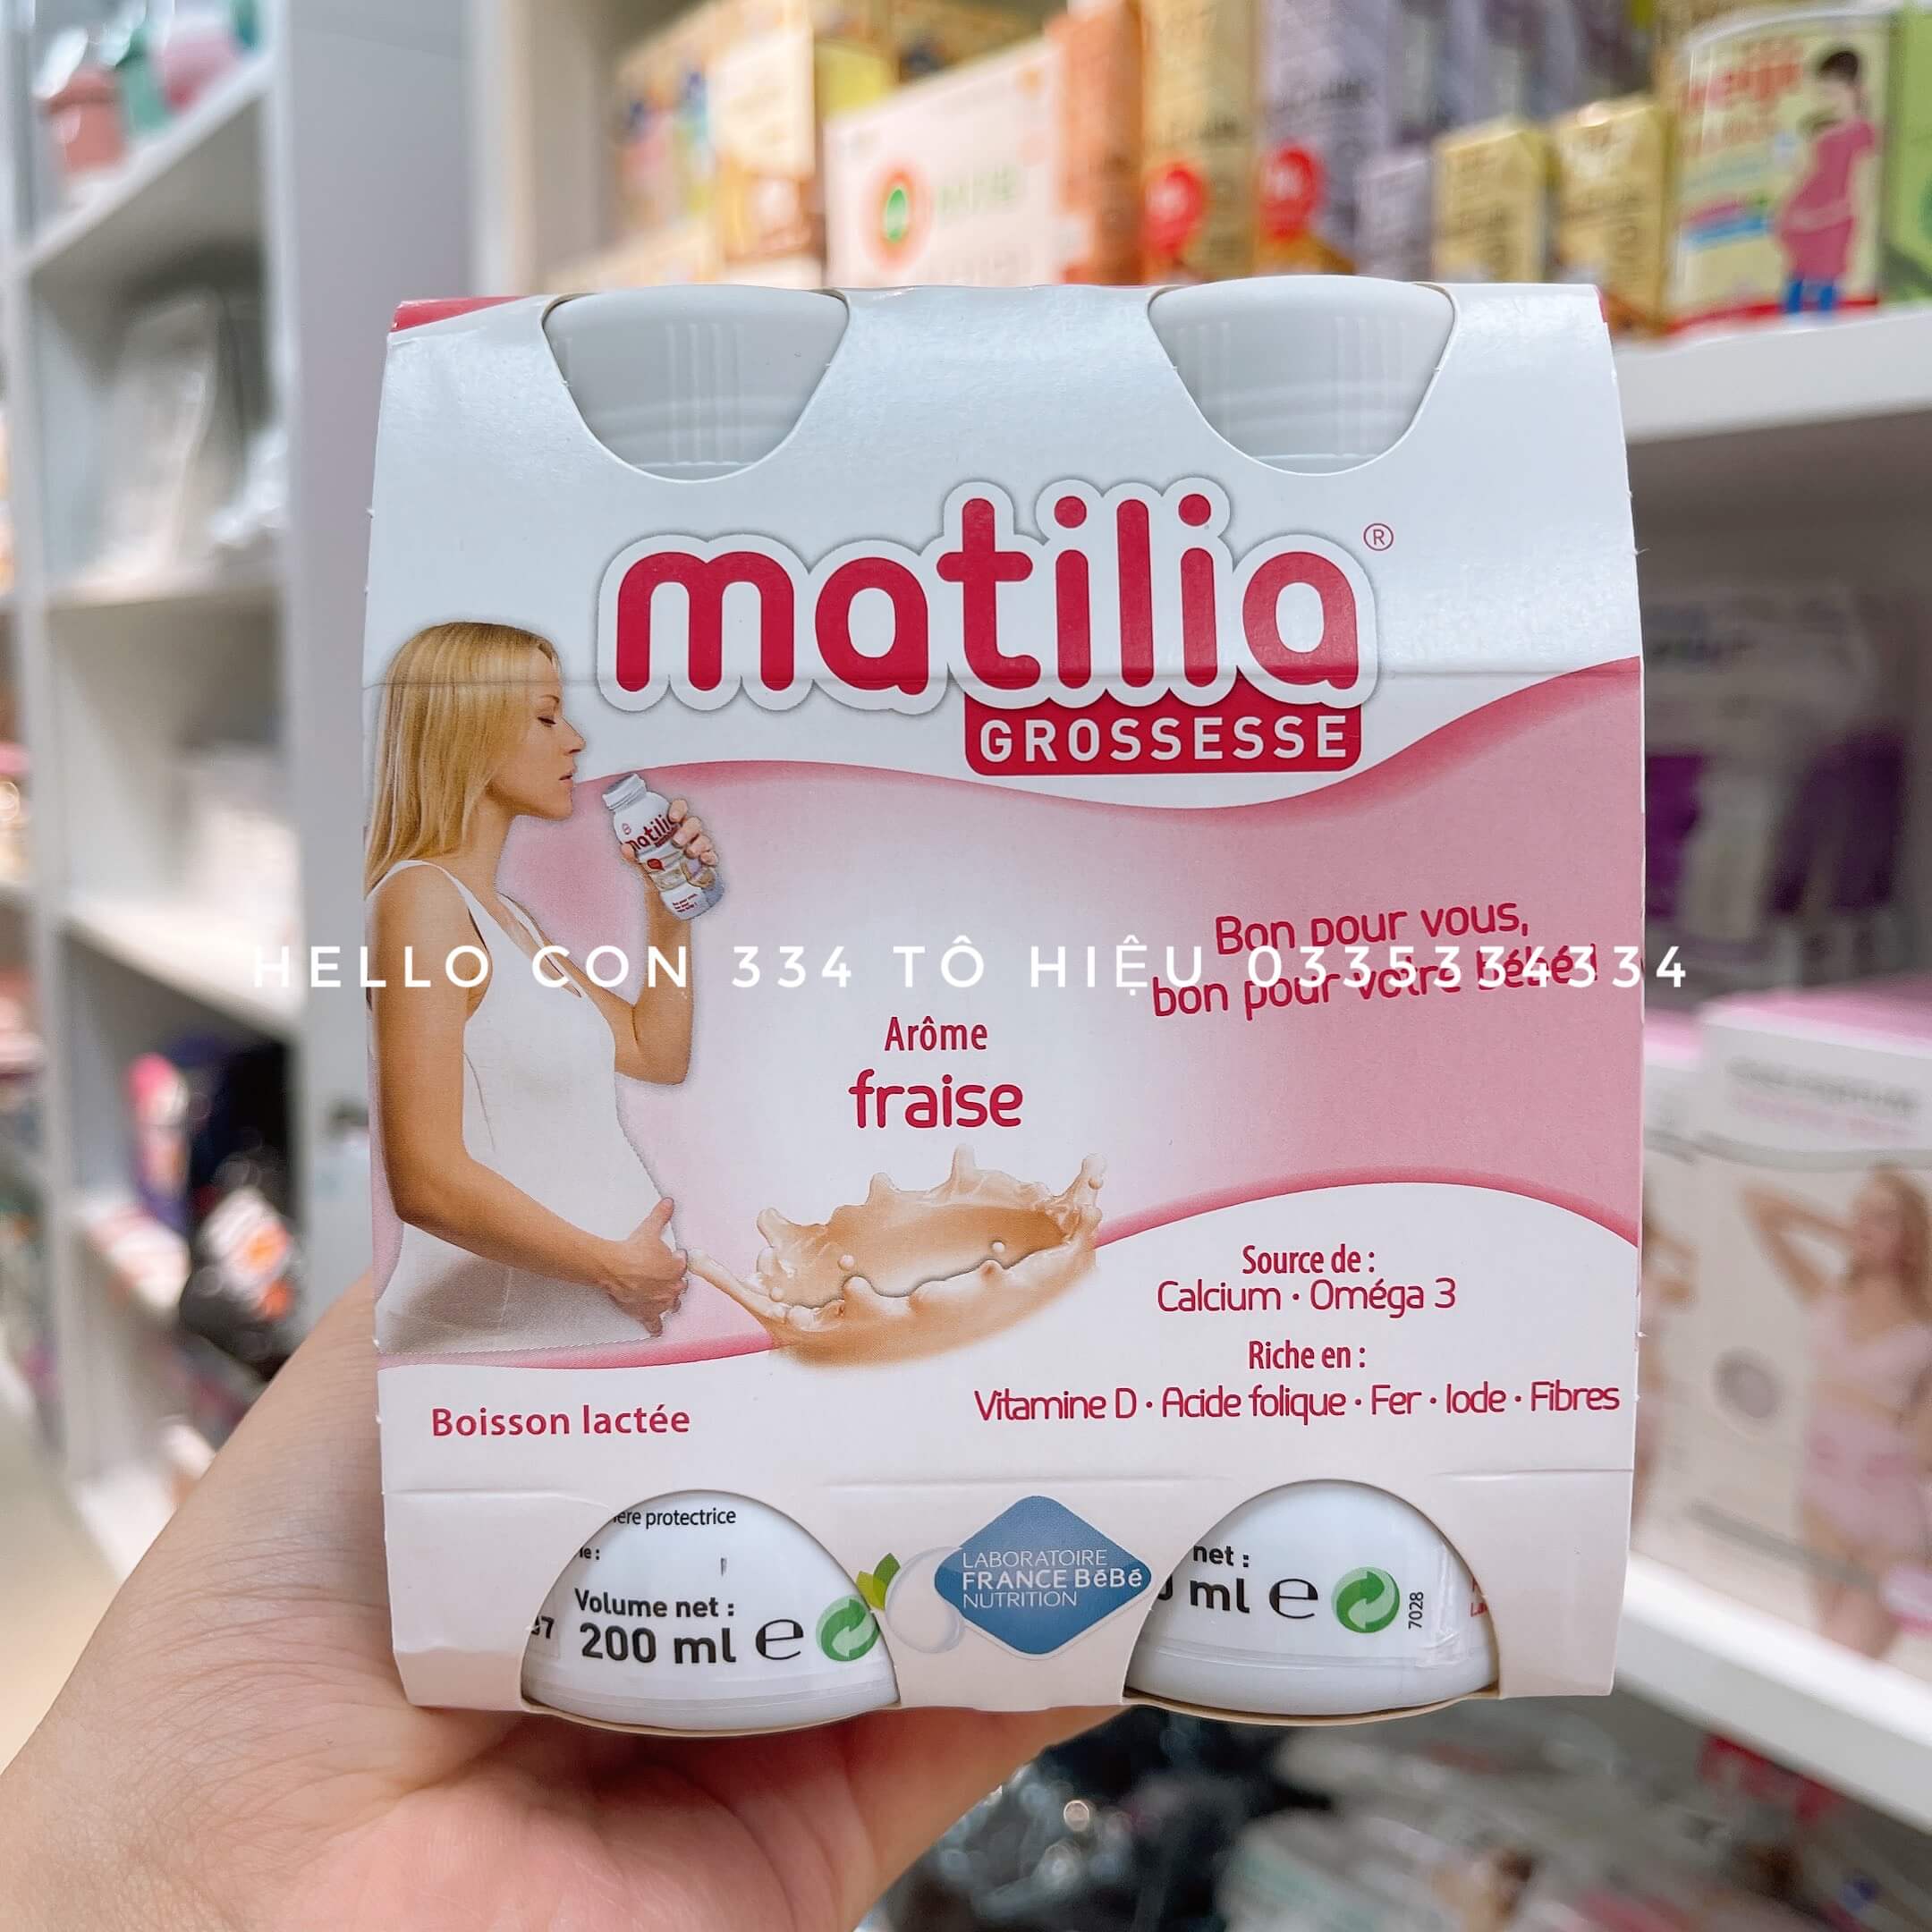 matilia®
GROSSESSE
matilia
Bon pour vous,
bon pour votre bébé!
HELLO CON 334 TÔ HIỆU 0335334334
Arôme
fraise
Source de :
Calcium · Oméga 3
Riche en :
Vitamine D · Acide folique · Fer · Iode · Fibres
Boisson lactée
protectrice
Volume net :
200 ml e
LABORATOIRE
FRANCE BéBé
NUTRITION
net :
ml e
7028